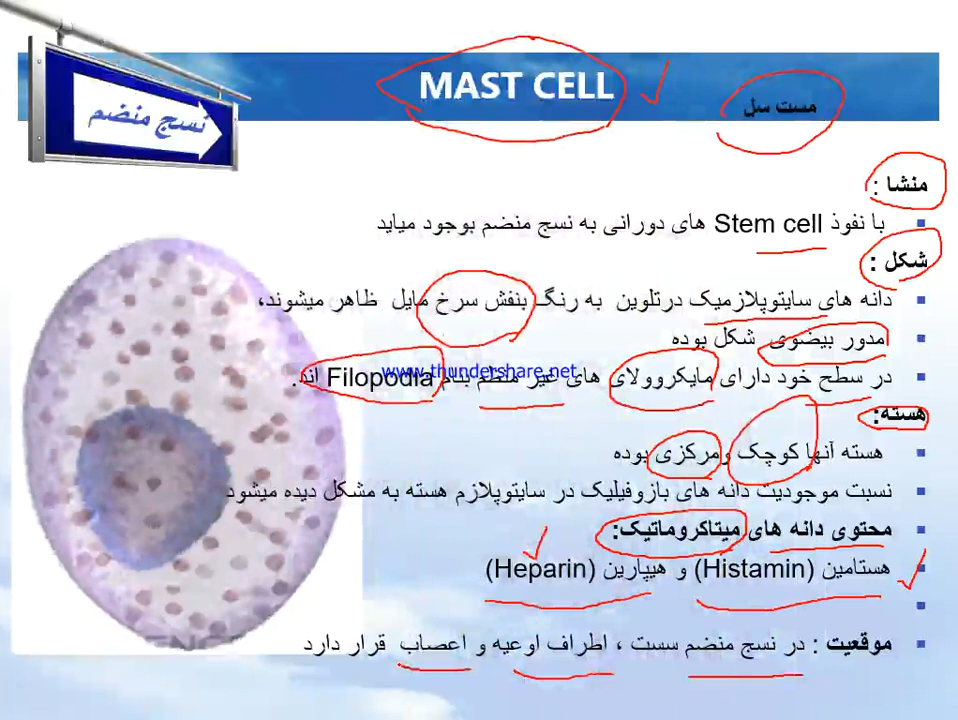 MAST CELL
مست سل
نسج منضم
منشا :
با نفوذ Stem cell های دورانی به نسج منضم بوجود میاید
شکل :
دانه های سایتوپلازمیک درتلوین به رنگ بنفش سرخ مایل ظاهر میشوند،
مدور بیضوی شکل بوده
در سطح خود دارای مایکروولای های غیر منظم بنام Filopodia اند.
www.thundershare.net
هسته:
هسته آنها کوچک ومرکزی بوده
نسبت موجودیت دانه های بازوفیلیک در سایتوپلازم هسته به مشکل دیده میشود
محتوی دانه های میتاکروماتیک:
هستامین (Histamin) و هیپارین (Heparin)
موقعیت : در نسج منضم سست ، اطراف اوعیه و اعصاب قرار دارد